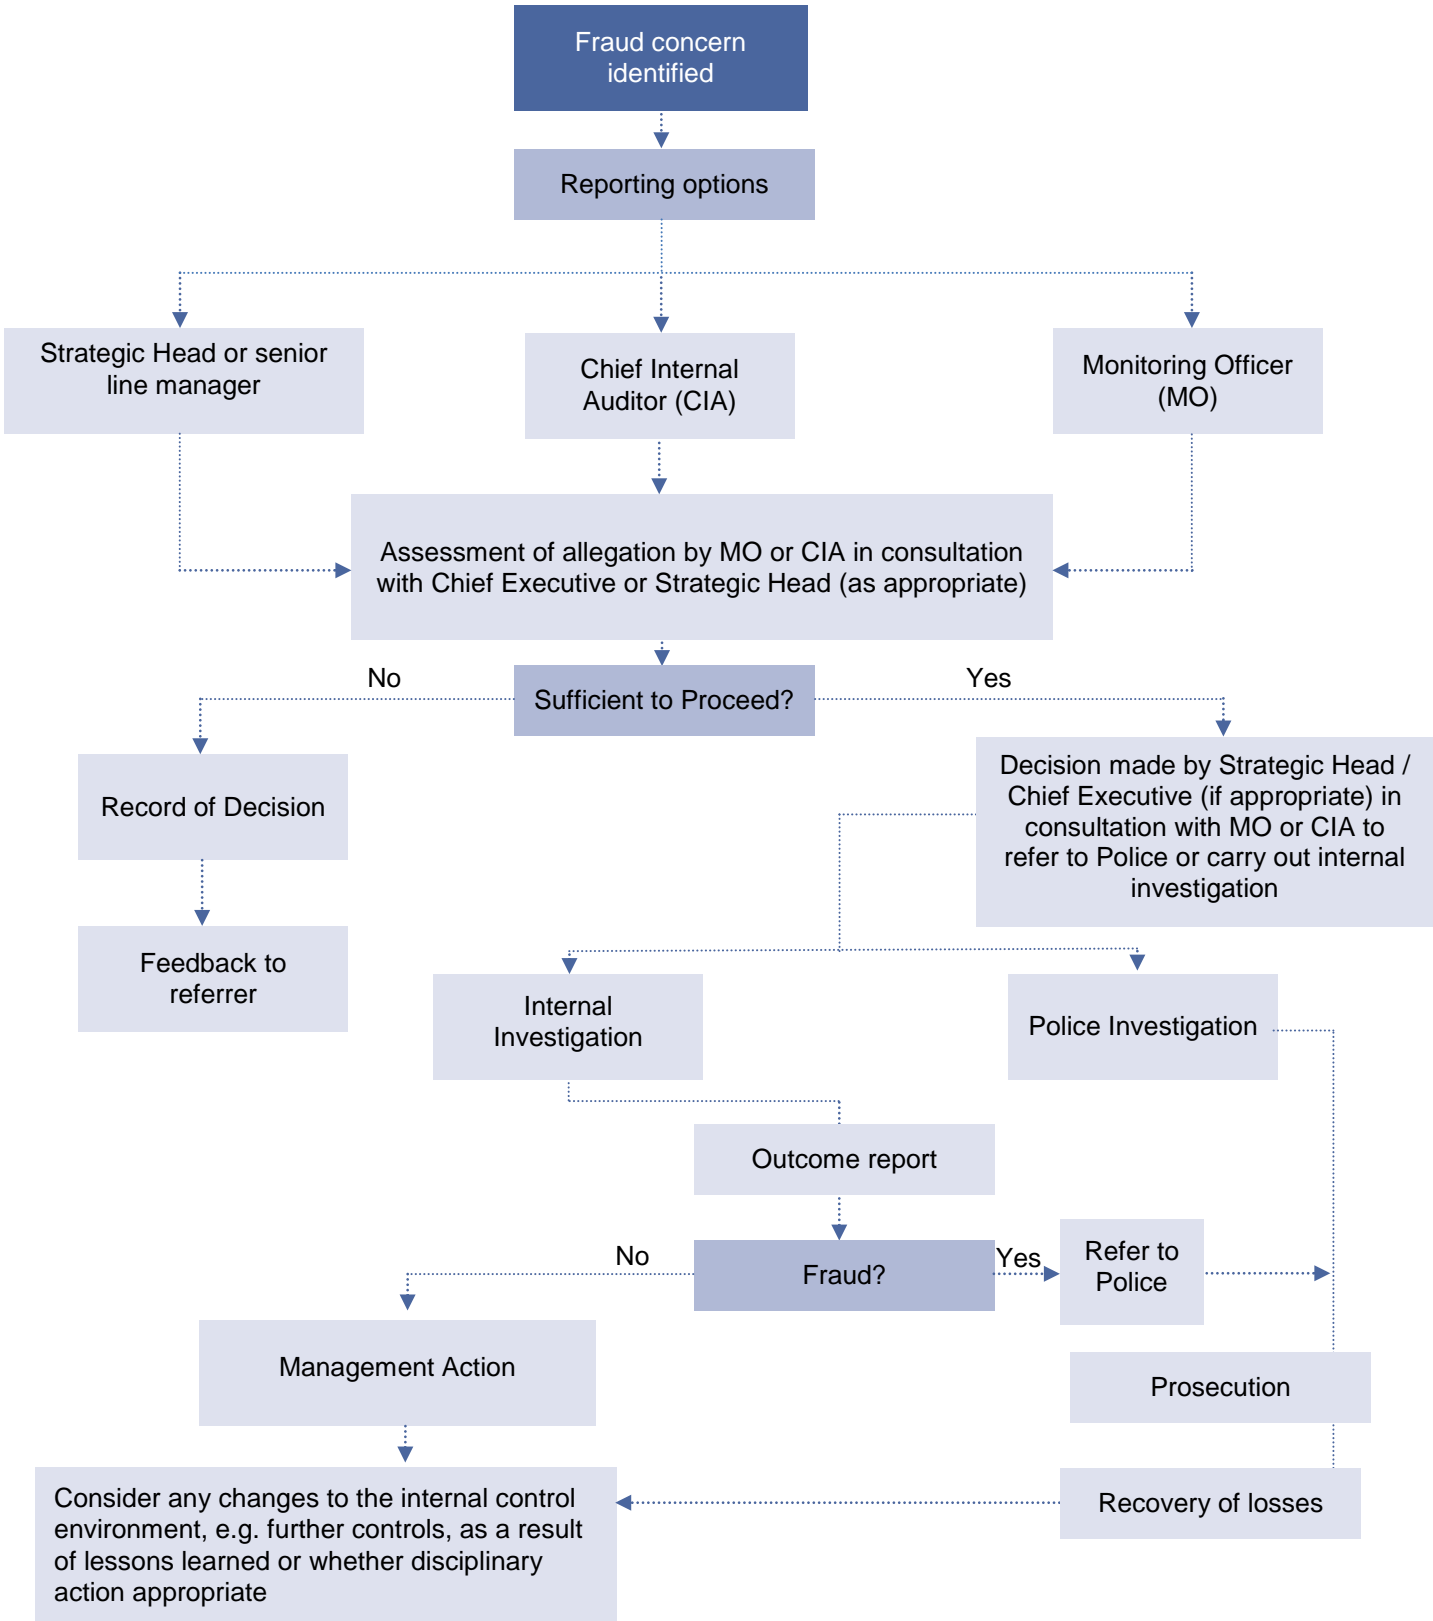 Fraud concern
identified
Reporting options
Strategic Head or senior
line manager
Chief Internal
Auditor (CIA)
Monitoring Officer
(MO)
Assessment of allegation by MO or CIA in consultation
with Chief Executive or Strategic Head (as appropriate)
No
Sufficient to Proceed?
Yes
Record of Decision
Decision made by Strategic Head /
Chief Executive (if appropriate) in
consultation with MO or CIA to
refer to Police or carry out internal
investigation
Feedback to
referrer
Internal
Investigation
Police Investigation
Outcome report
No
Fraud?
Yes
Refer to
Police
Management Action
Prosecution
Consider any changes to the internal control
environment, e.g. further controls, as a result
of lessons learned or whether disciplinary
action appropriate
Recovery of losses